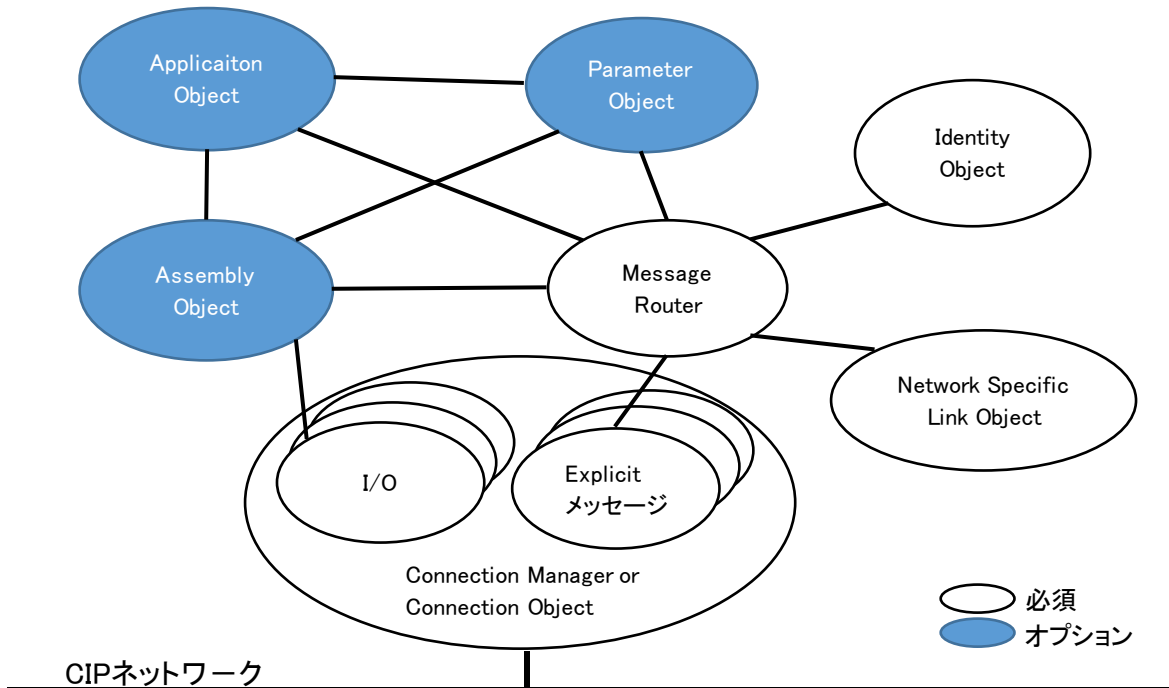 Applicaiton
Object
Parameter
Object
Identity
Object
Assembly
Object
Message
Router
Network Specific
Link Object
I/O
Explicit
メッセージ
Connection Manager or
Connection Object
必須
オプション
CIPネットワーク